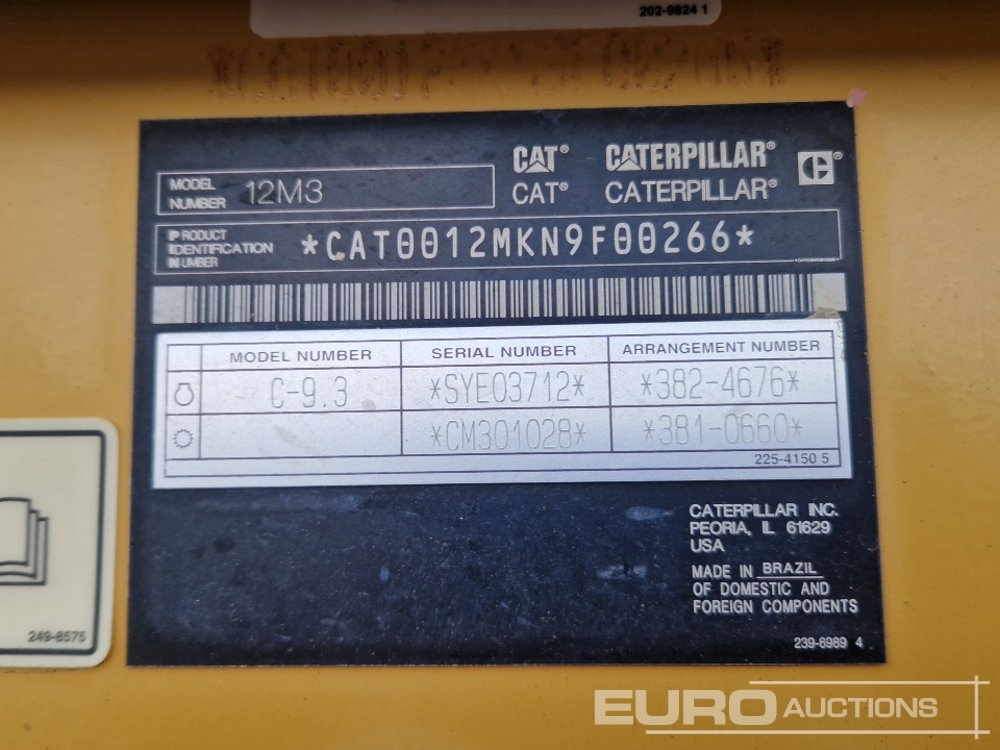 202-9824 1
CAT® CATERPILLAR®
CAT® CATERPILLAR®
MODEL NUMBER 12M3
PRODUCT IDENTIFICATION NUMBER *CAT0012MKN9F00266*
MODEL NUMBER SERIAL NUMBER ARRANGEMENT NUMBER
C-9.3 *SYE03712* *382-4676*
*CM301028* *381-0660*
225-4150 5
CATERPILLAR INC.
PEORIA, IL 61629
USA
MADE IN BRAZIL
OF DOMESTIC AND
FOREIGN COMPONENTS
239-6989 4
249-8575
EURO AUCTIONS